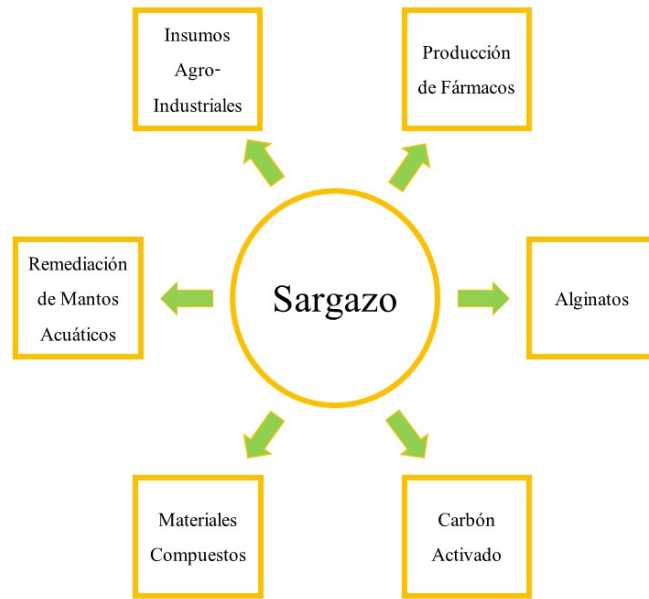 Insumos
Agro-
Industriales
Producción
de Fármacos
Remediación
de Mantos
Acuáticos
Sargazo
Alginatos
Materiales
Compuestos
Carbón
Activado